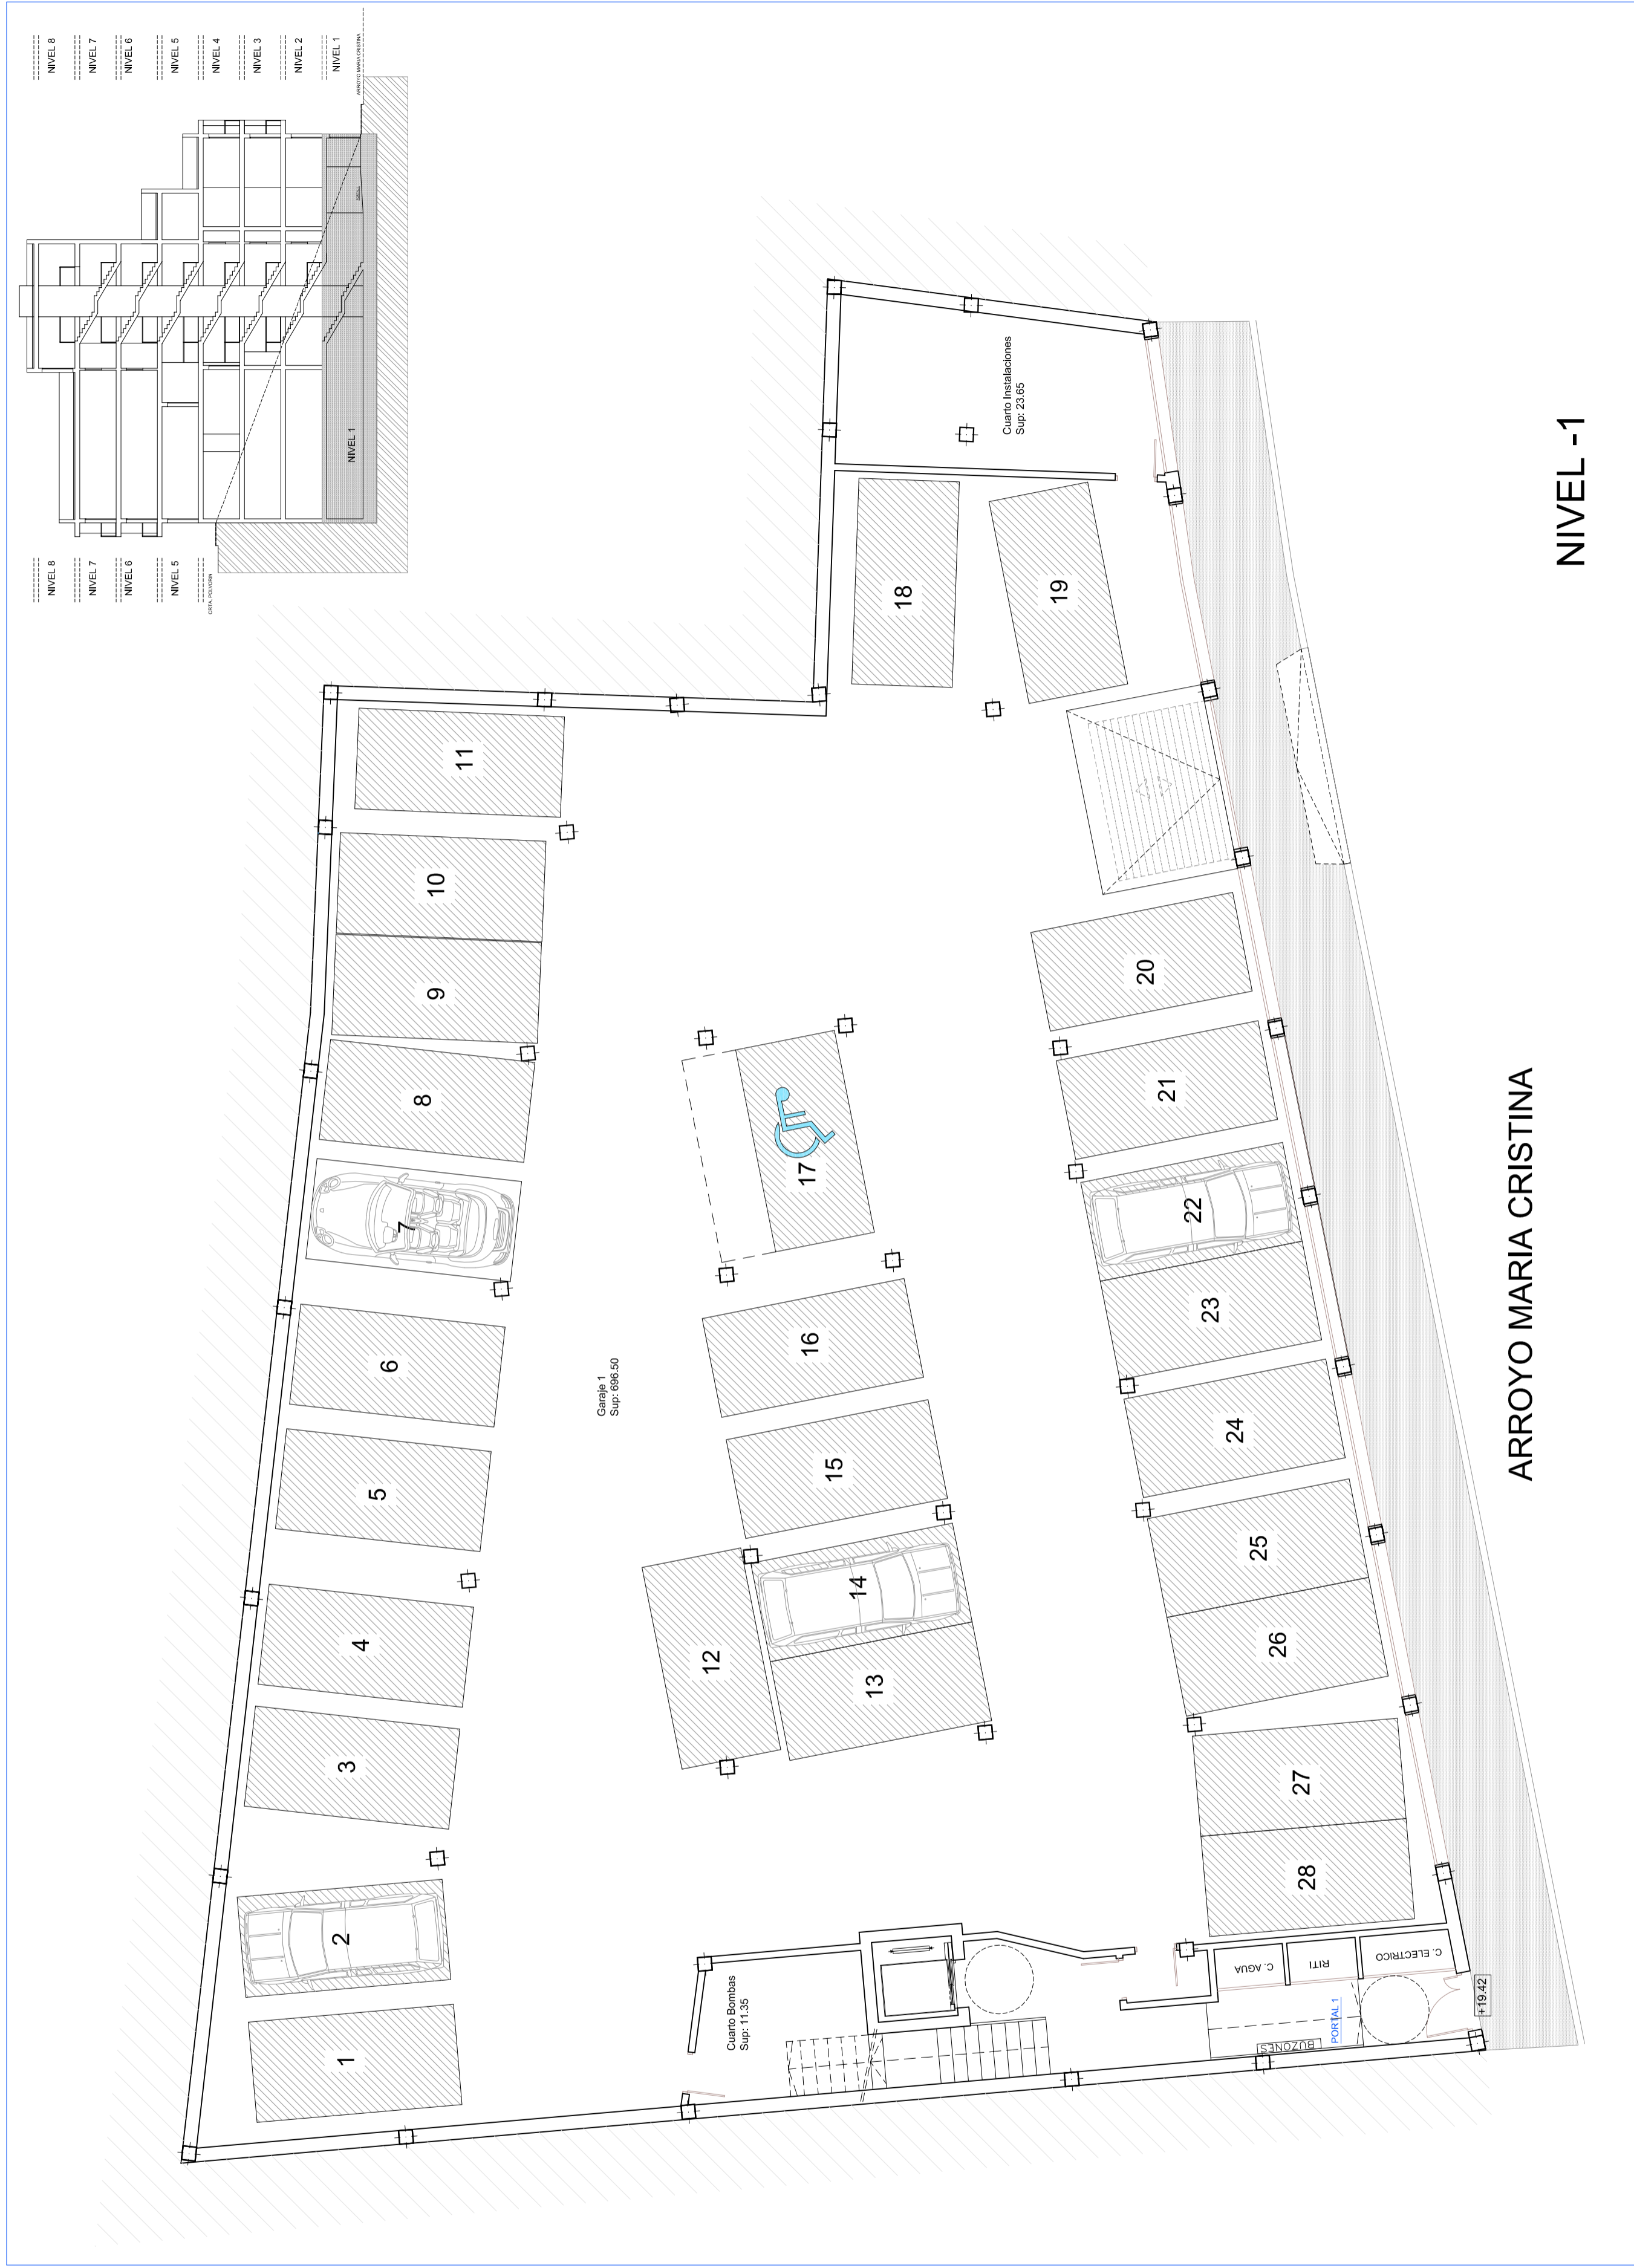 NIVEL 8
NIVEL 7
NIVEL 6
NIVEL 5
NIVEL 4
NIVEL 3
NIVEL 2
NIVEL 1
ARROYO MARIA CRISTINA
NIVEL 8
NIVEL 7
NIVEL 6
NIVEL 5
CRTA. POLVORIN
NIVEL 1
1
2
3
4
5
6
7
8
9
10
11
Garaje 1
Sup: 696.50
12
13
14
15
16
17
18
19
Cuarto Instalaciones
Sup: 23.65
20
21
22
23
24
25
26
27
28
Cuarto Bombas
Sup: 11.35
C. AGUA
RITI
C. ELECTRICO
PORTAL 1
BUZONES
+19.42
ARROYO MARIA CRISTINA
NIVEL -1